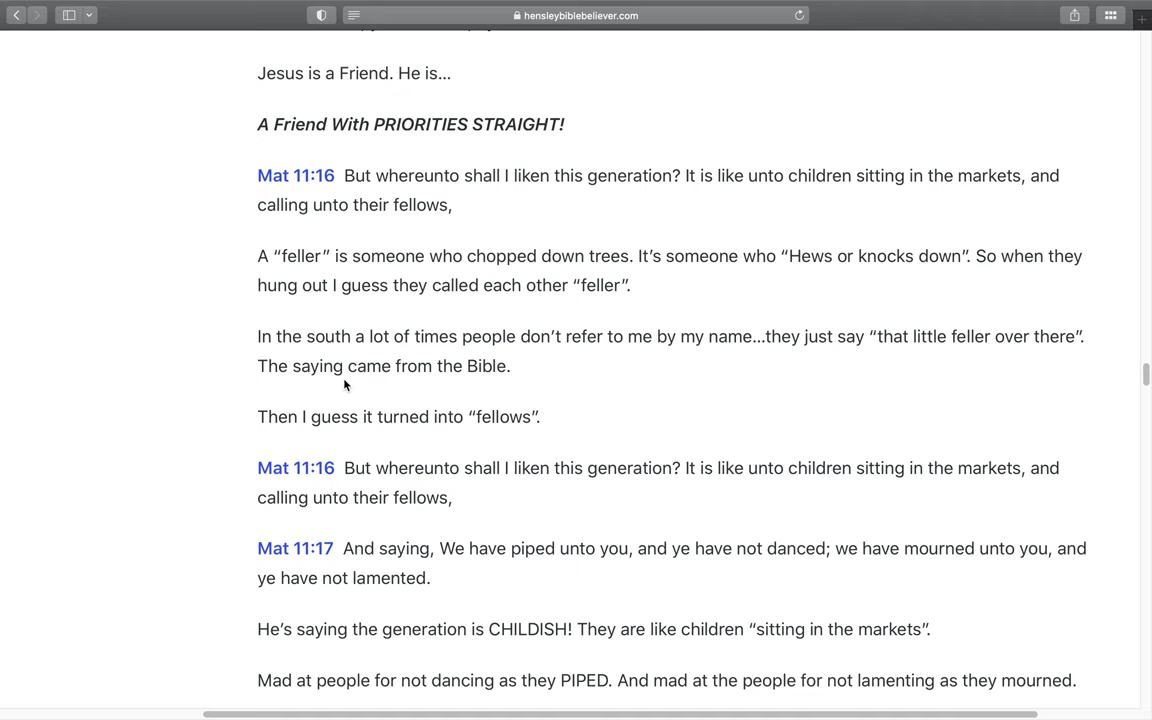 hensleybiblebeliever.com
Jesus is a Friend. He is...
A Friend With PRIORITIES STRAIGHT!
Mat 11:16 But whereunto shall I liken this generation? It is like unto children sitting in the markets, and
calling unto their fellows,
A “feller” is someone who chopped down trees. It’s someone who “Hews or knocks down”. So when they
hung out I guess they called each other “feller”.
In the south a lot of times people don’t refer to me by my name...they just say “that little feller over there”.
The saying came from the Bible.
Then I guess it turned into “fellows”.
Mat 11:16 But whereunto shall I liken this generation? It is like unto children sitting in the markets, and
calling unto their fellows,
Mat 11:17 And saying, We have piped unto you, and ye have not danced; we have mourned unto you, and
ye have not lamented.
He’s saying the generation is CHILDISH! They are like children “sitting in the markets”.
Mad at people for not dancing as they PIPED. And mad at the people for not lamenting as they mourned.